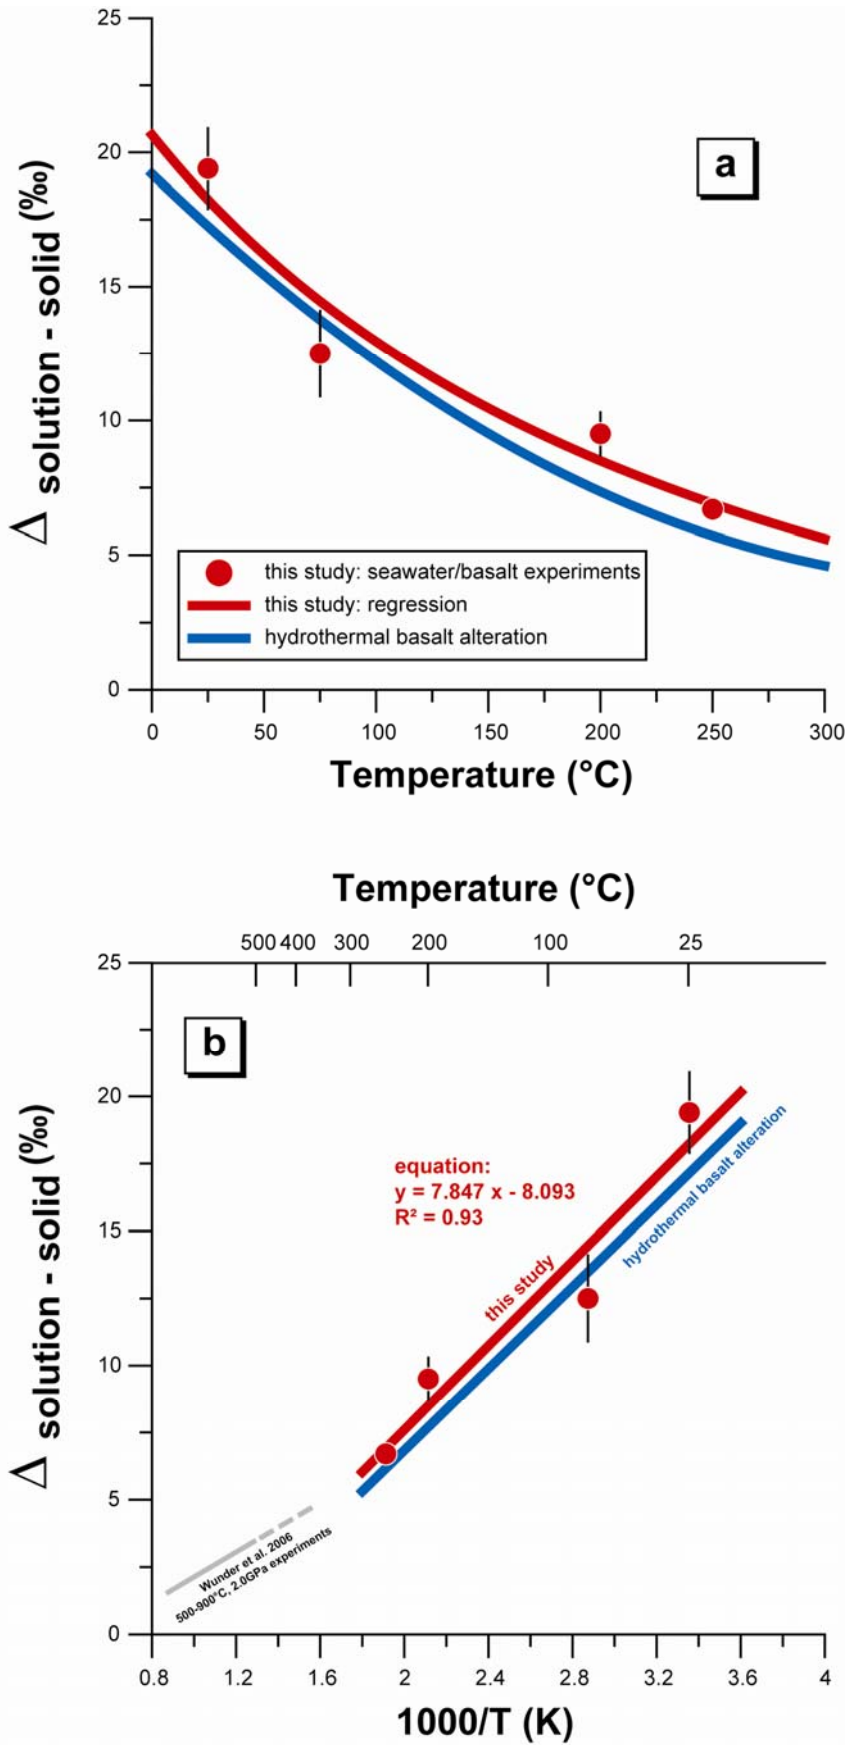 25
20
15
10
5
0
Δ solution - solid (‰)
a
this study: seawater/basalt experiments
this study: regression
hydrothermal basalt alteration
0 50 100 150 200 250 300
Temperature (°C)
Temperature (°C)
500 400 300 200 100 25
25
20
15
10
5
0
Δ solution - solid (‰)
b
equation:
y = 7.847 x - 8.093
R² = 0.93
this study
hydrothermal basalt alteration
Wunder et al. 2006
500-900°C, 2.0GPa experiments
0.8 1.2 1.6 2 2.4 2.8 3.2 3.6 4
1000/T (K)